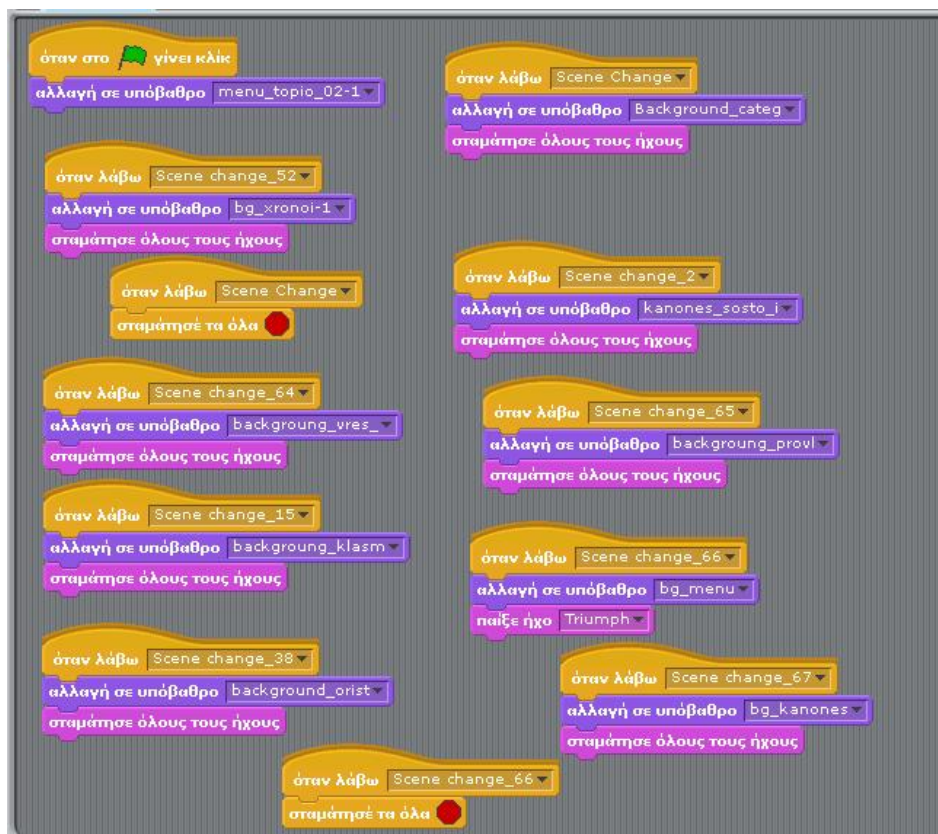 όταν στο γίνει κλίκ
αλλαγή σε υπόβαθρο menu_topio_02-1
όταν λάβω Scene Change
αλλαγή σε υπόβαθρο Background_categ
σταμάτησε όλους τους ήχους
όταν λάβω Scene change_52
αλλαγή σε υπόβαθρο bg_xronoi-1
σταμάτησε όλους τους ήχους
όταν λάβω Scene Change
σταμάτησέ τα όλα
όταν λάβω Scene change_2
αλλαγή σε υπόβαθρο kanones_sosto_i
σταμάτησε όλους τους ήχους
όταν λάβω Scene change_64
αλλαγή σε υπόβαθρο backgroung_vres_
σταμάτησε όλους τους ήχους
όταν λάβω Scene change_65
αλλαγή σε υπόβαθρο backgroung_provl
σταμάτησε όλους τους ήχους
όταν λάβω Scene change_15
αλλαγή σε υπόβαθρο backgroung_klasm
σταμάτησε όλους τους ήχους
όταν λάβω Scene change_66
αλλαγή σε υπόβαθρο bg_menu
παίξε ήχο Triumph
όταν λάβω Scene change_38
αλλαγή σε υπόβαθρο background_orist
σταμάτησε όλους τους ήχους
όταν λάβω Scene change_67
αλλαγή σε υπόβαθρο bg_kanones
σταμάτησε όλους τους ήχους
όταν λάβω Scene change_66
σταμάτησέ τα όλα